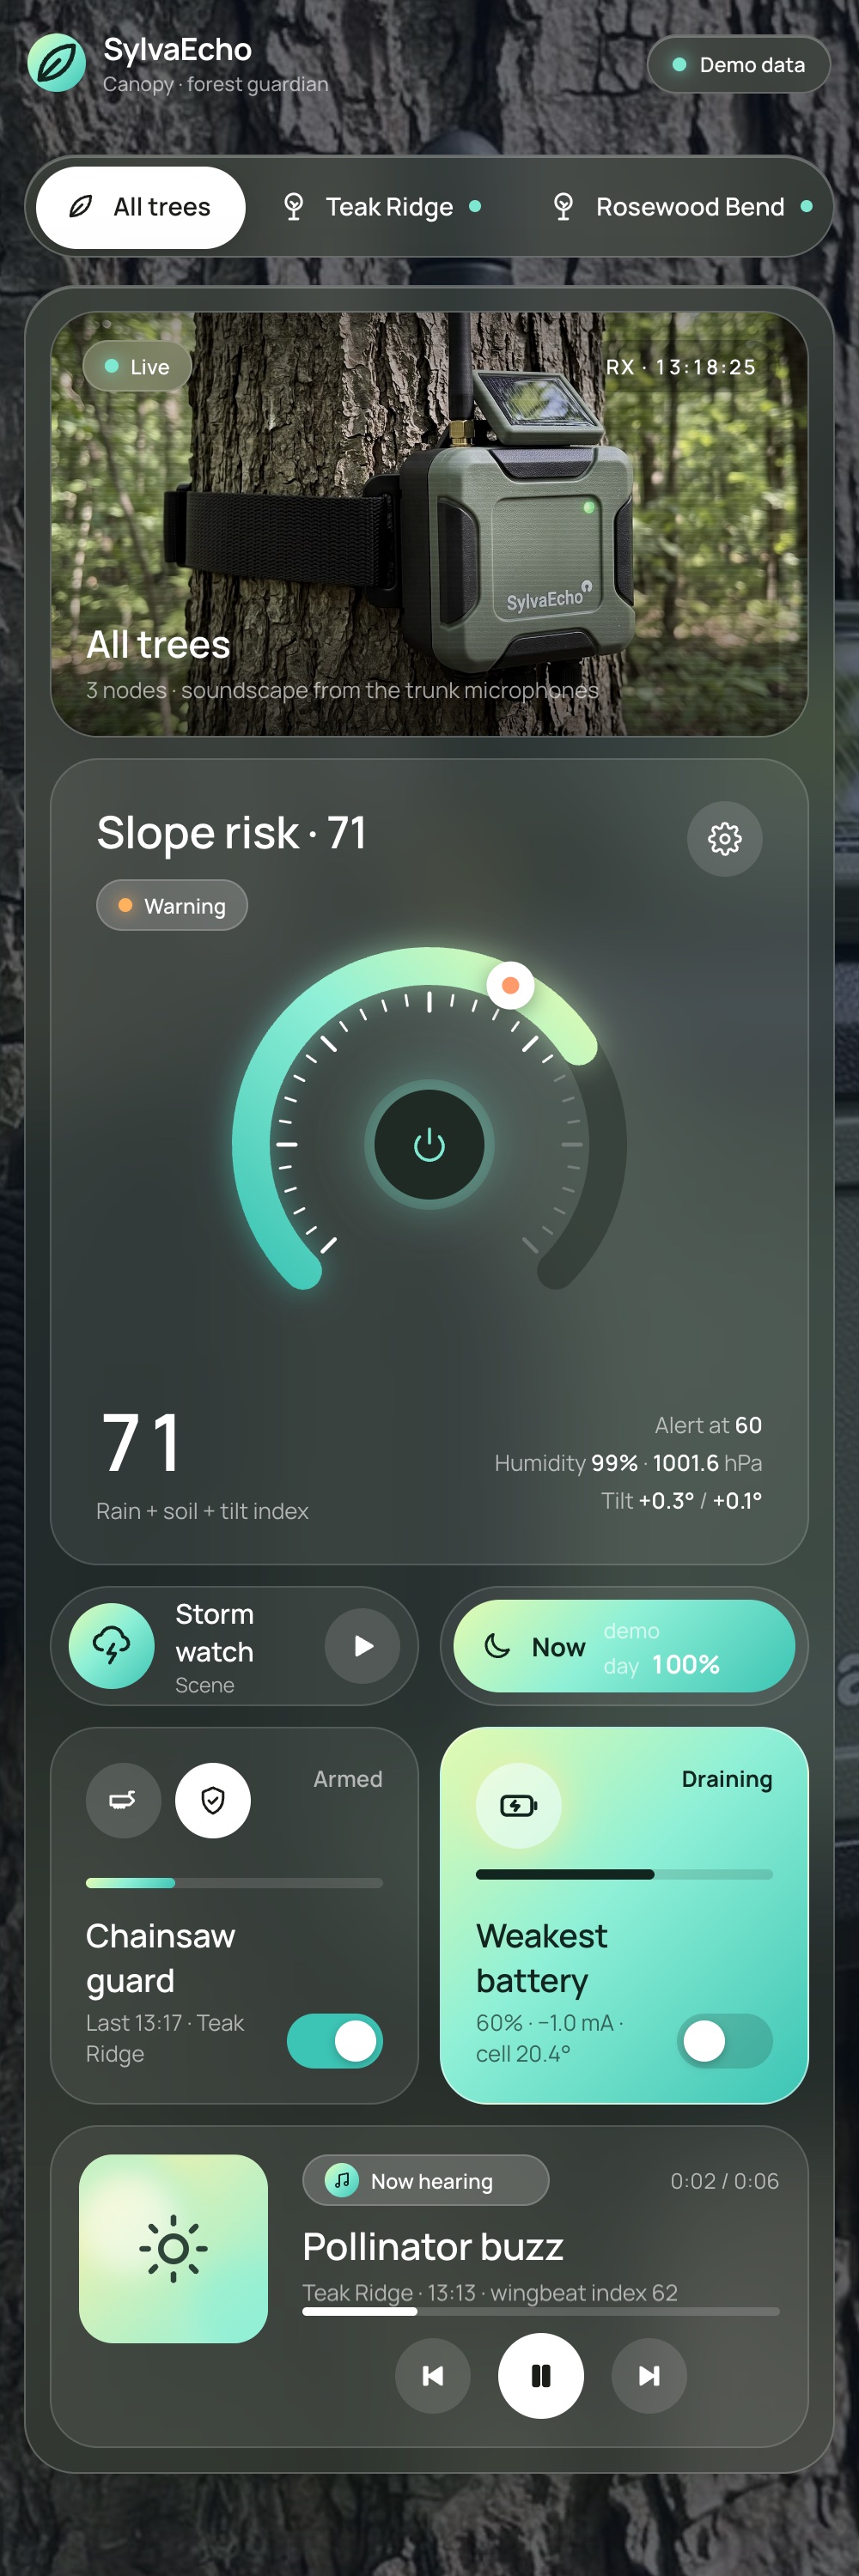 SylvaEcho
Canopy · forest guardian
Demo data
All trees
Teak Ridge
Rosewood Bend
Live
RX · 13:18:25
SylvaEcho
All trees
3 nodes · soundscape from the trunk microphones
Slope risk · 71
Warning
71
Rain + soil + tilt index
Alert at 60
Humidity 99% · 1001.6 hPa
Tilt +0.3° / +0.1°
Storm
watch
Scene
Now
demo
day 100%
Armed
Chainsaw
guard
Last 13:17 · Teak
Ridge
Draining
Weakest
battery
60% · −1.0 mA ·
cell 20.4°
Now hearing
0:02 / 0:06
Pollinator buzz
Teak Ridge · 13:13 · wingbeat index 62